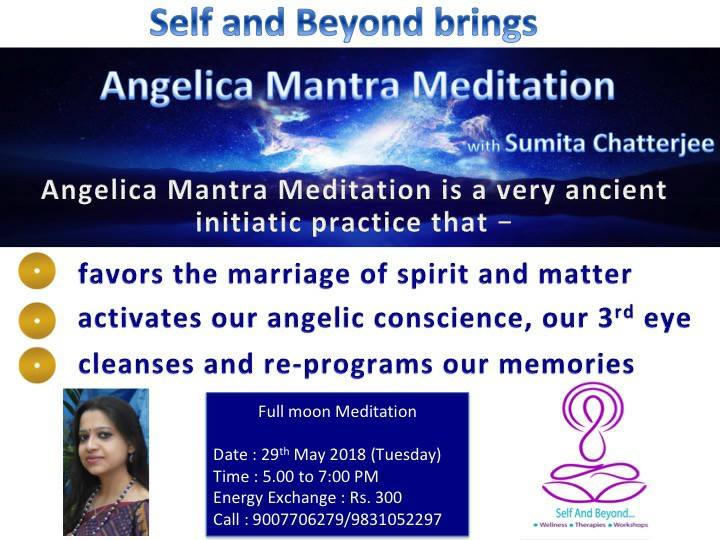 Self and Beyond brings
Angelica Mantra Meditation
with Sumita Chatterjee
Angelica Mantra Meditation is a very ancient
initiatic practice that –
favors the marriage of spirit and matter
activates our angelic conscience, our 3rd eye
cleanses and re-programs our memories
Full moon Meditation
Date : 29th May 2018 (Tuesday)
Time : 5.00 to 7:00 PM
Energy Exchange : Rs. 300
Call : 9007706279/9831052297
Self And Beyond...
• Wellness • Therapies • Workshops